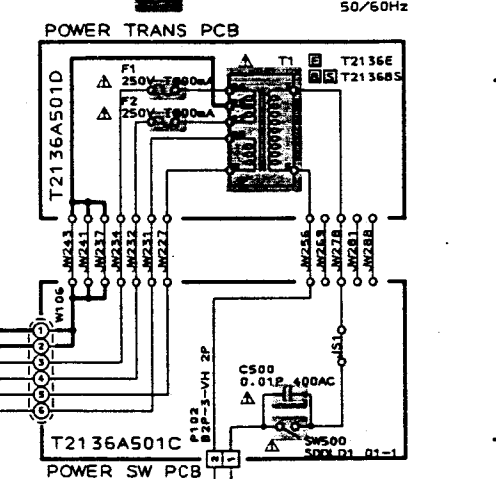 50/60Hz
POWER TRANS PCB
F1
250V T800mA
T1
E T2136E
B S T2136BS
F2
250V T800mA
T2136A501D
JW243
JW241
JW237
JW234
JW232
JW231
JW227
JW256
JW269
JW278
JW281
JW288
W106
1
2
3
4
5
6
JS1
C500
0.01P 400AC
P102
B2P-3-VH 2P
SW500
SDDLD1 01-1
T2136A501C
2 1
POWER SW PCB